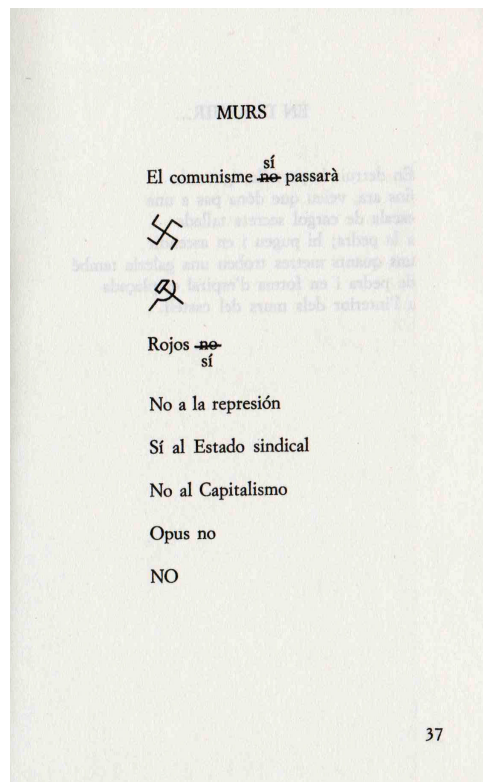 MURS
sí
El comunisme no passarà
Rojos no
sí
No a la represión
Sí al Estado sindical
No al Capitalismo
Opus no
NO
37